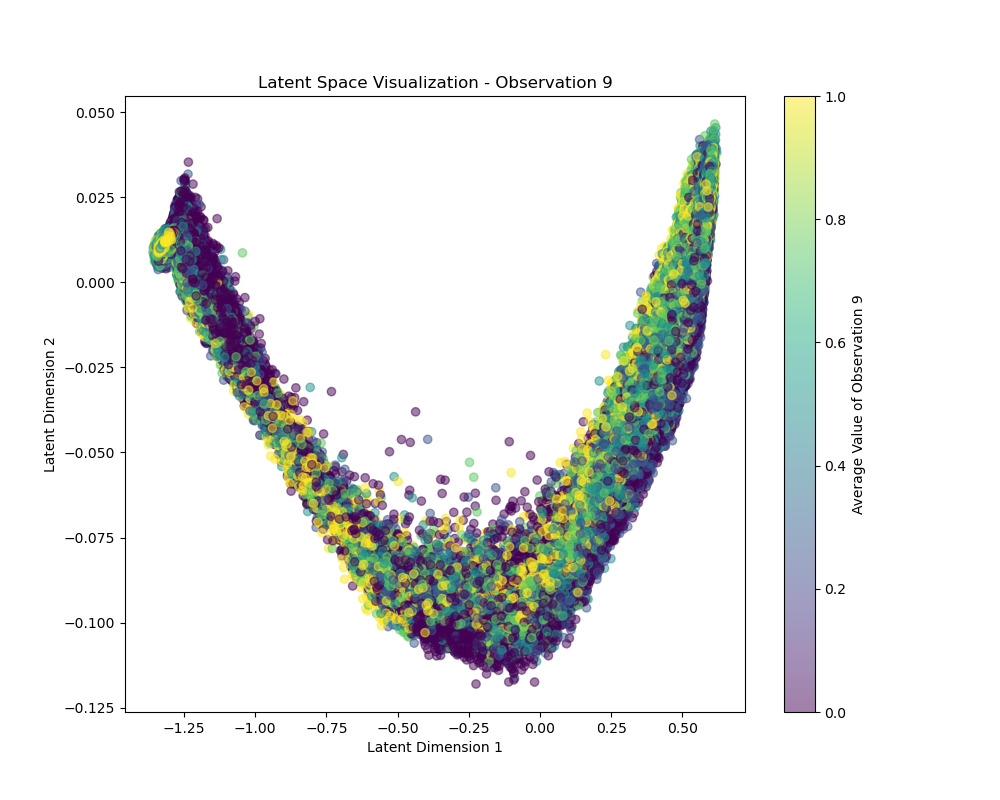 Latent Space Visualization - Observation 9
0.050
0.025
0.000
−0.025
−0.050
−0.075
−0.100
−0.125
Latent Dimension 2
−1.25 −1.00 −0.75 −0.50 −0.25 0.00 0.25 0.50
Latent Dimension 1
1.0
0.8
0.6
0.4
0.2
0.0
Average Value of Observation 9